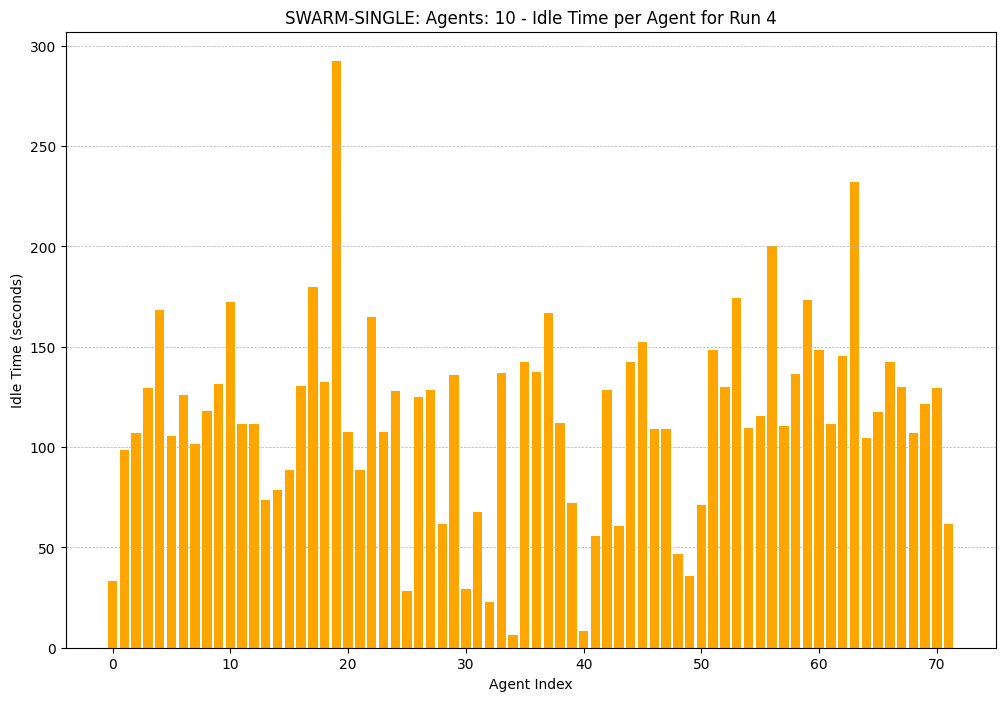 SWARM-SINGLE: Agents: 10 - Idle Time per Agent for Run 4
Idle Time (seconds)
300
250
200
150
100
50
0
0 10 20 30 40 50 60 70
Agent Index